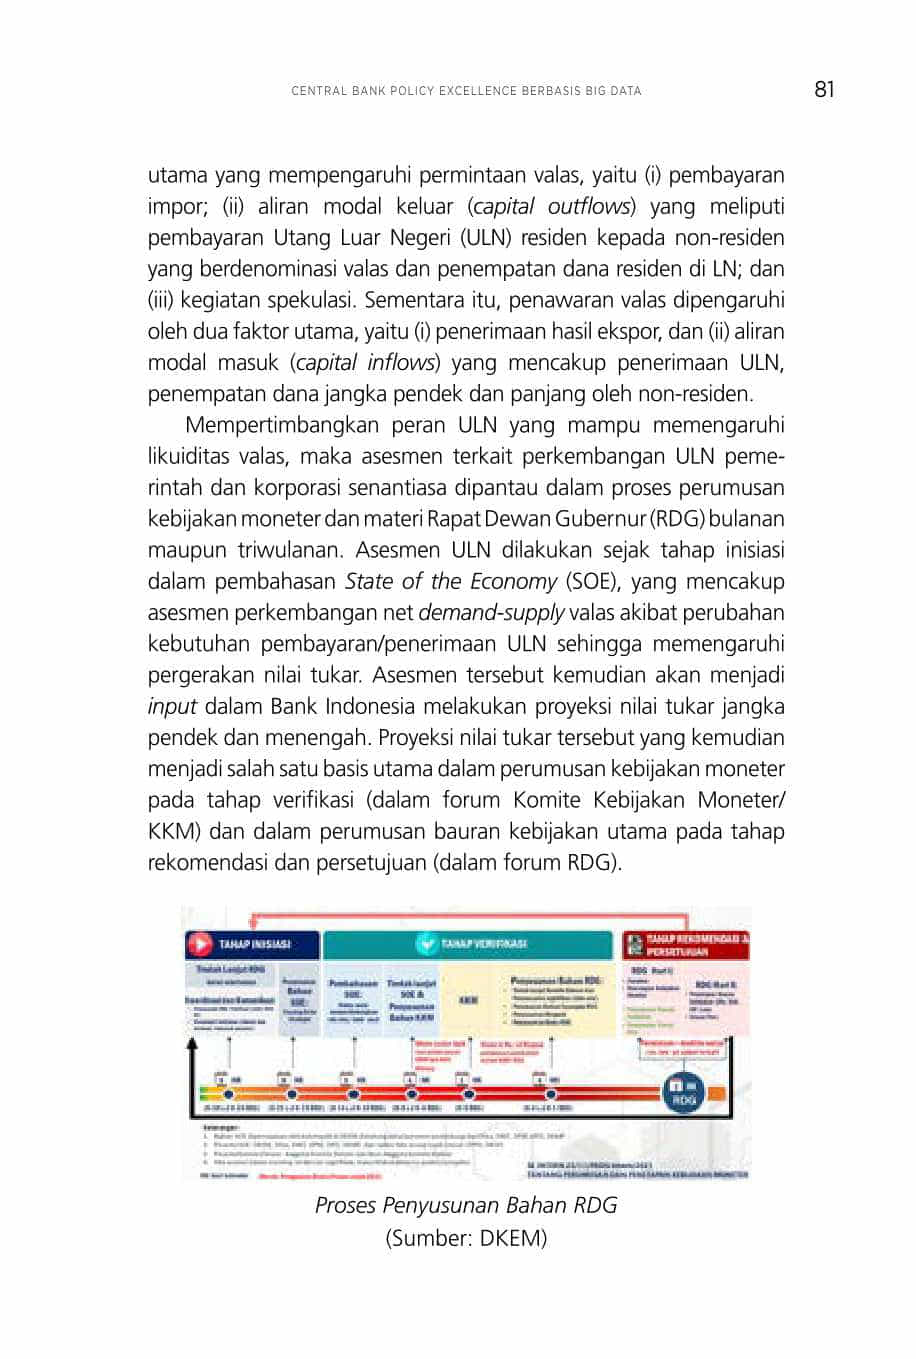 CENTRAL BANK POLICY EXCELLENCE BERBASIS BIG DATA
81
utama yang mempengaruhi permintaan valas, yaitu (i) pembayaran
impor; (ii) aliran modal keluar (capital outflows) yang meliputi
pembayaran Utang Luar Negeri (ULN) residen kepada non-residen
yang berdenominasi valas dan penempatan dana residen di LN; dan
(iii) kegiatan spekulasi. Sementara itu, penawaran valas dipengaruhi
oleh dua faktor utama, yaitu (i) penerimaan hasil ekspor, dan (ii) aliran
modal masuk (capital inflows) yang mencakup penerimaan ULN,
penempatan dana jangka pendek dan panjang oleh non-residen.
Mempertimbangkan peran ULN yang mampu memengaruhi
likuiditas valas, maka asesmen terkait perkembangan ULN peme-
rintah dan korporasi senantiasa dipantau dalam proses perumusan
kebijakan moneter dan materi Rapat Dewan Gubernur (RDG) bulanan
maupun triwulanan. Asesmen ULN dilakukan sejak tahap inisiasi
dalam pembahasan State of the Economy (SOE), yang mencakup
asesmen perkembangan net demand-supply valas akibat perubahan
kebutuhan pembayaran/penerimaan ULN sehingga memengaruhi
pergerakan nilai tukar. Asesmen tersebut kemudian akan menjadi
input dalam Bank Indonesia melakukan proyeksi nilai tukar jangka
pendek dan menengah. Proyeksi nilai tukar tersebut yang kemudian
menjadi salah satu basis utama dalam perumusan kebijakan moneter
pada tahap verifikasi (dalam forum Komite Kebijakan Moneter/
KKM) dan dalam perumusan bauran kebijakan utama pada tahap
rekomendasi dan persetujuan (dalam forum RDG).
TAHAP INISIASI
TAHAP VERIFIKASI
TAHAP REKOMENDASI &
PERSETUJUAN
Tindak Lanjut RDG
Penyusunan
Bahan
SOE:
Pembahasan
SOE:
Tindak lanjut
SOE &
Penyusunan
Bahan KKM
KKM
Penyusunan Bahan RDG:
RDG Hari I:
RDG Hari II:
RDG
Keterangan:
Proses Penyusunan Bahan RDG
(Sumber: DKEM)